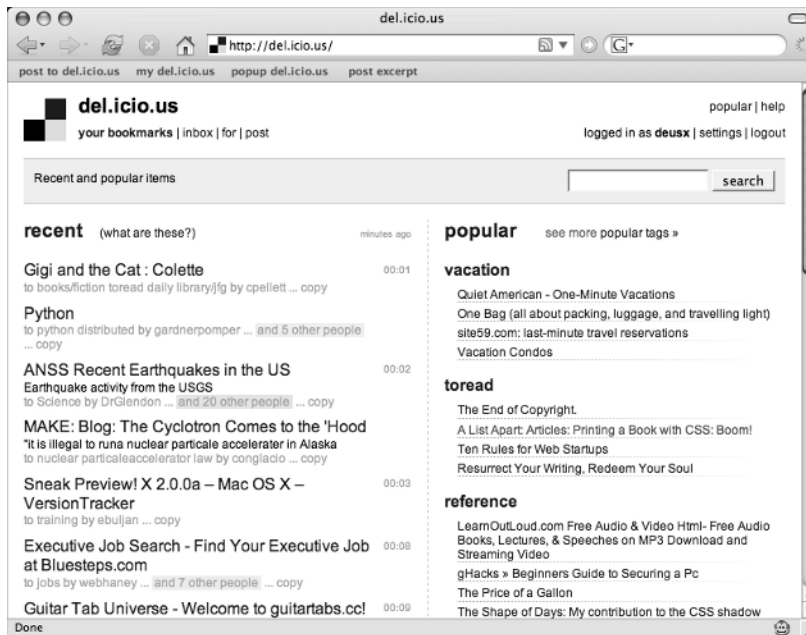 del.icio.us
http://del.icio.us/
G
post to del.icio.us my del.icio.us popup del.icio.us post excerpt
del.icio.us
popular | help
your bookmarks | inbox | for | post
logged in as deusx | settings | logout
Recent and popular items
search
recent (what are these?)
minutes ago
Gigi and the Cat : Colette
00:01
to books/fiction toread daily library/jfg by cpellett ... copy
Python
to python distributed by gardnerpomper ... and 5 other people
... copy
ANSS Recent Earthquakes in the US
00:02
Earthquake activity from the USGS
to Science by DrGlendon ... and 20 other people ... copy
MAKE: Blog: The Cyclotron Comes to the 'Hood
"it is illegal to runa nuclear particale accelerater in Alaska
to nuclear particaleaccelerator law by conglacio ... copy
Sneak Preview! X 2.0.0a – Mac OS X –
00:03
VersionTracker
to training by ebuljan ... copy
Executive Job Search - Find Your Executive Job
00:08
at Bluesteps.com
to jobs by webhaney ... and 7 other people ... copy
Guitar Tab Universe - Welcome to guitartabs.cc!
00:09
popular see more popular tags »
vacation
Quiet American - One-Minute Vacations
One Bag (all about packing, luggage, and travelling light)
site59.com: last-minute travel reservations
Vacation Condos
toread
The End of Copyright.
A List Apart: Articles: Printing a Book with CSS: Boom!
Ten Rules for Web Startups
Resurrect Your Writing, Redeem Your Soul
reference
LearnOutLoud.com Free Audio & Video Html- Free Audio
Books, Lectures, & Speeches on MP3 Download and
Streaming Video
gHacks » Beginners Guide to Securing a Pc
The Price of a Gallon
The Shape of Days: My contribution to the CSS shadow
Done